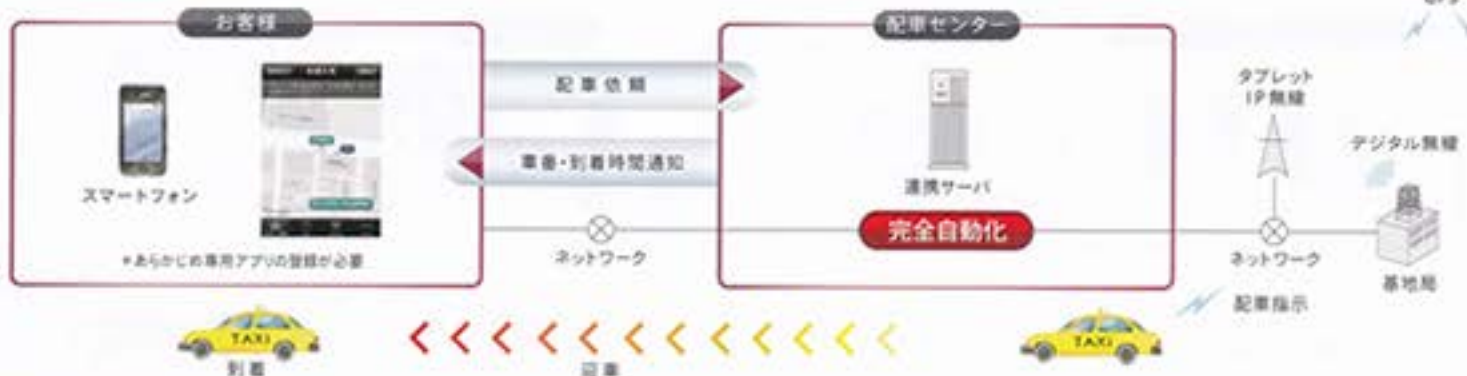 お客様
配車センター
配車依頼
車番・到着時間通知
スマートフォン
*あらかじめ専用アプリの登録が必要
ネットワーク
連携サーバ
完全自動化
タブレット
IP無線
デジタル無線
ネットワーク
基地局
配車指示
TAXI
到着
迎車
TAXI